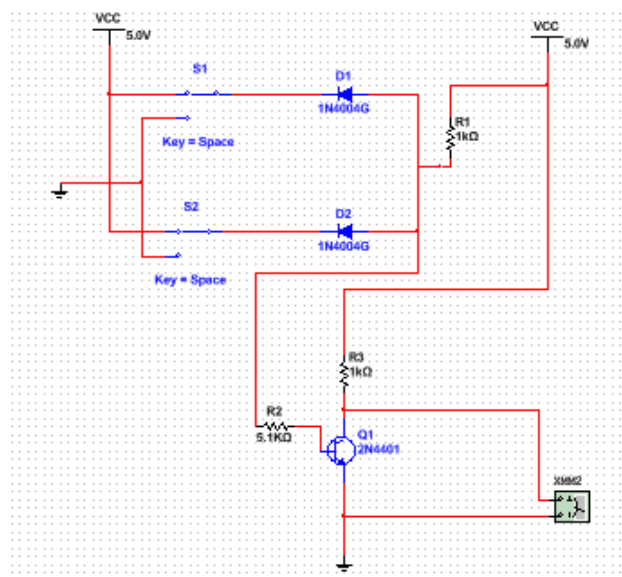 VCC
5.0V
VCC
5.0V
S1
D1
1N4004G
R1
1kΩ
Key = Space
S2
D2
1N4004G
Key = Space
R3
1kΩ
R2
5.1KΩ
Q1
2N4401
XMM2